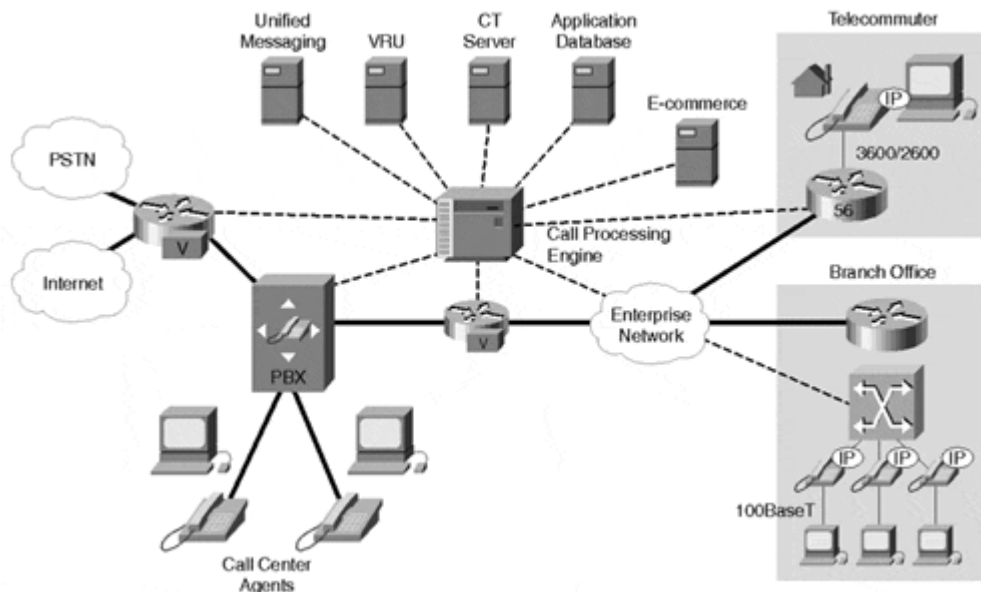 Unified
Messaging
VRU
CT
Server
Application
Database
E-commerce
Telecommuter
IP
3600/2600
56
PSTN
Internet
V
Call Processing
Engine
PBX
V
Enterprise
Network
Branch Office
IP
IP
IP
100BaseT
Call Center
Agents